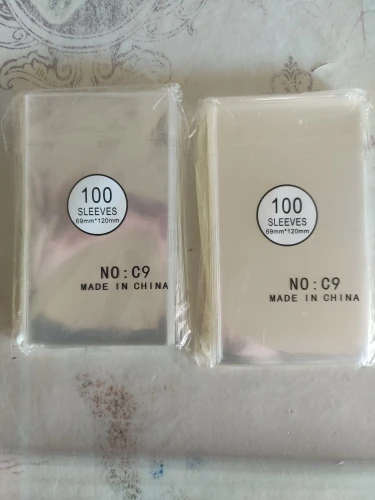 100
SLEEVES
69mm*120mm
NO:C9
MADE IN CHINA
100
SLEEVES
69mm*120mm
NO:C9
MADE IN CHINA